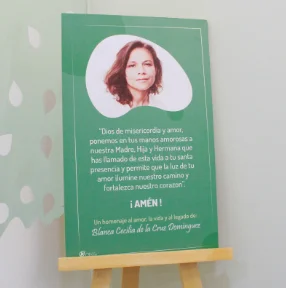 "Dios de misericordia y amor,
ponemos en tus manos amorosas a
nuestra Madre, Hija y Hermana que
has llamado de esta vida a tu santa
presencia y permite que la luz de tu
amor ilumine nuestro camino y
fortalezca nuestro corazón".
¡AMÉN!
Un homenaje al amor, la vida y al legado de:
Blanca Cecilia de la Cruz Domínguez